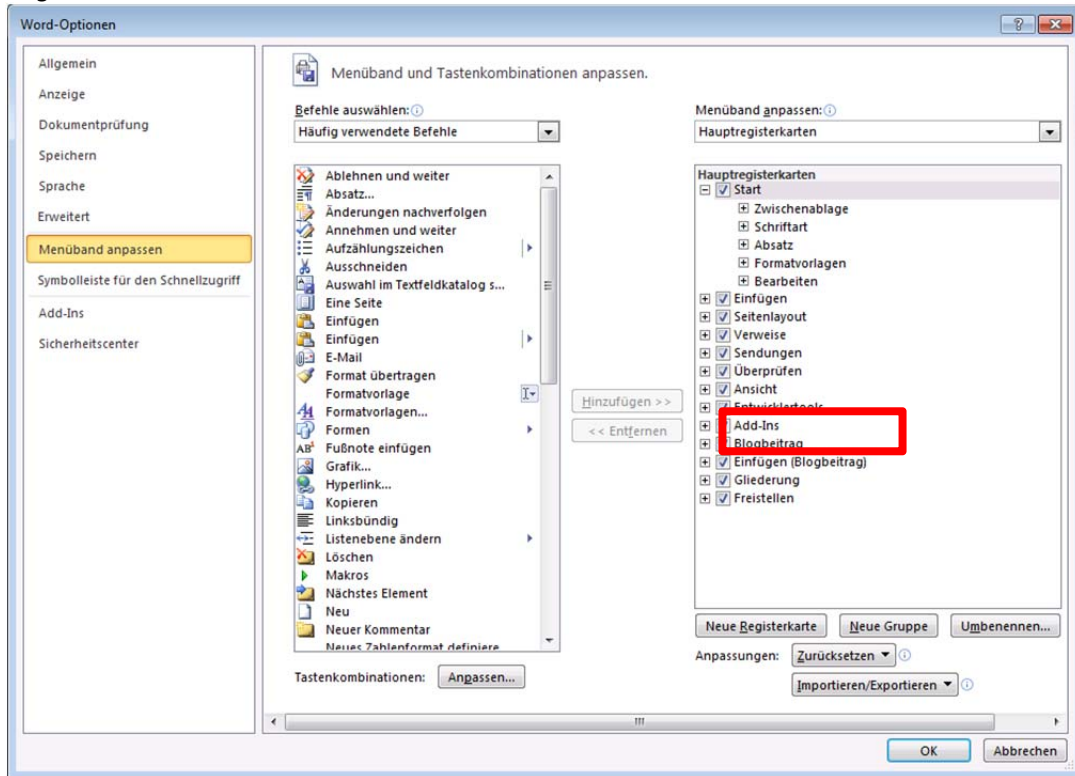 Word-Optionen
Allgemein
Anzeige
Dokumentprüfung
Speichern
Sprache
Erweitert
Menüband anpassen
Symbolleiste für den Schnellzugriff
Add-Ins
Sicherheitscenter
Menüband und Tastenkombinationen anpassen.
Befehle auswählen:
Häufig verwendete Befehle
Ablehnen und weiter
Absatz...
Änderungen nachverfolgen
Annehmen und weiter
Aufzählungszeichen
Ausschneiden
Auswahl im Textfeldkatalog s...
Eine Seite
Einfügen
Einfügen
E-Mail
Format übertragen
Formatvorlage
Formatvorlagen...
Formen
Fußnote einfügen
Grafik...
Hyperlink...
Kopieren
Linksbündig
Listenebene ändern
Löschen
Makros
Nächstes Element
Neu
Neuer Kommentar
Neues Zahlenformat definiere
Tastenkombinationen: Anpassen...
Hinzufügen >>
<< Entfernen
Menüband anpassen:
Hauptregisterkarten
Hauptregisterkarten
Start
Zwischenablage
Schriftart
Absatz
Formatvorlagen
Bearbeiten
Einfügen
Seitenlayout
Verweise
Sendungen
Überprüfen
Ansicht
Entwicklertools
Add-Ins
Blogbeitrag
Einfügen (Blogbeitrag)
Gliederung
Freistellen
Neue Registerkarte Neue Gruppe Umbenennen...
Anpassungen: Zurücksetzen
Importieren/Exportieren
OK Abbrechen